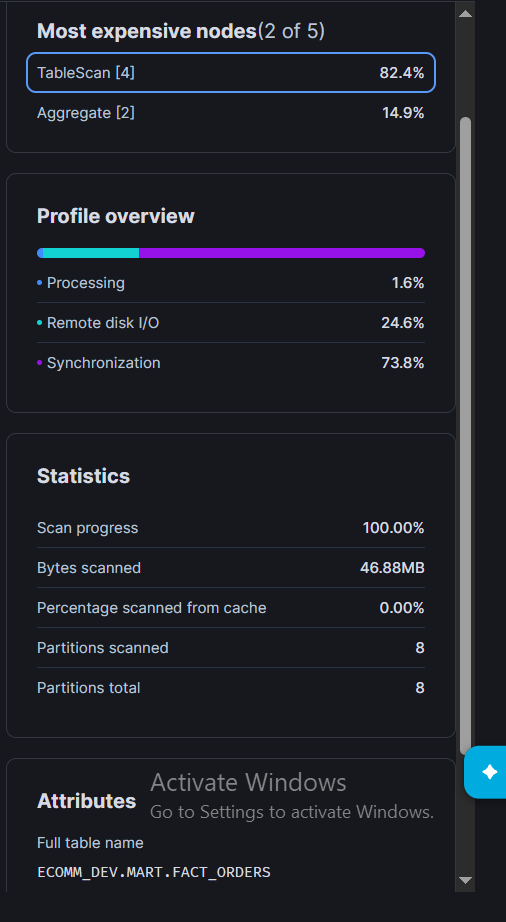 Most expensive nodes(2 of 5)
TableScan [4] 82.4%
Aggregate [2] 14.9%
Profile overview
Processing 1.6%
Remote disk I/O 24.6%
Synchronization 73.8%
Statistics
Scan progress 100.00%
Bytes scanned 46.88MB
Percentage scanned from cache 0.00%
Partitions scanned 8
Partitions total 8
Activate Windows
Attributes
Go to Settings to activate Windows.
Full table name
ECOMM_DEV.MART.FACT_ORDERS